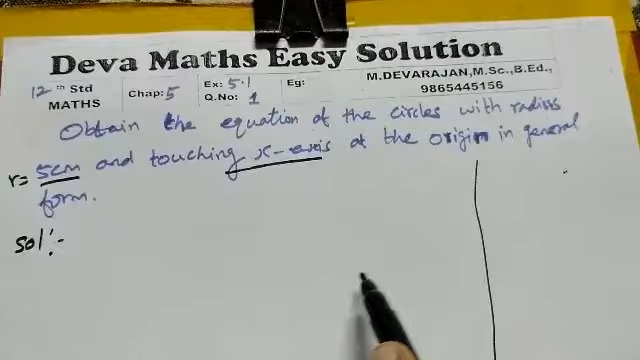 Deva Maths Easy Solution
12th Std
MATHS
Chap: 5
Ex: 5.1
Q.No: 1
Eg:
M.DEVARAJAN,M.Sc.,B.Ed.,
9865445156
Obtain the equation of the circles with radius
r= 5cm and touching x-axis at the origin in general
form.
Sol:-